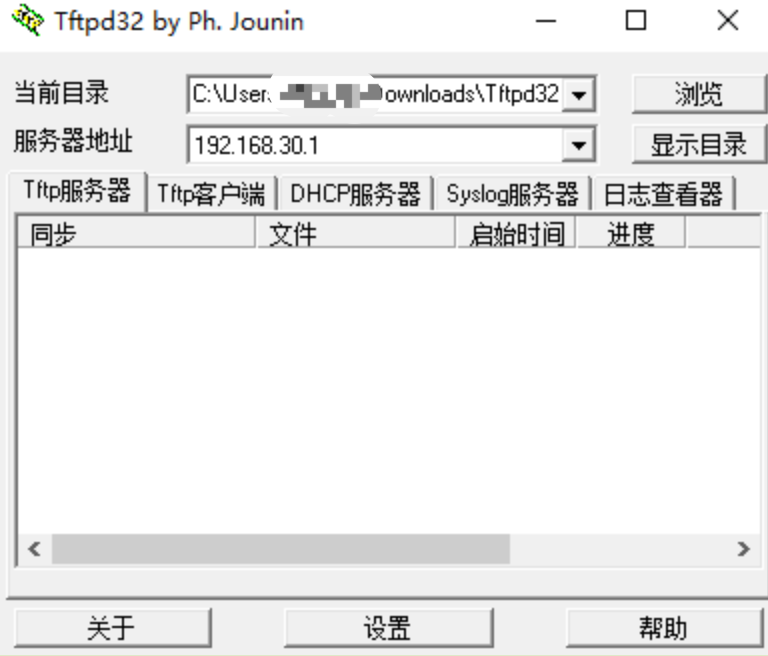 Tftpd32 by Ph. Jounin
当前目录 C:\User ownloads\Tftpd32 浏览
服务器地址 192.168.30.1 显示目录
Tftp服务器 Tftp客户端 DHCP服务器 Syslog服务器 日志查看器
同步 文件 启始时间 进度
关于 设置 帮助